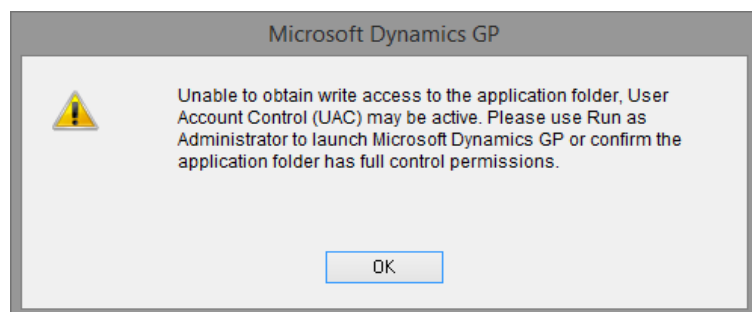 Microsoft Dynamics GP
Unable to obtain write access to the application folder, User
Account Control (UAC) may be active. Please use Run as
Administrator to launch Microsoft Dynamics GP or confirm the
application folder has full control permissions.
OK